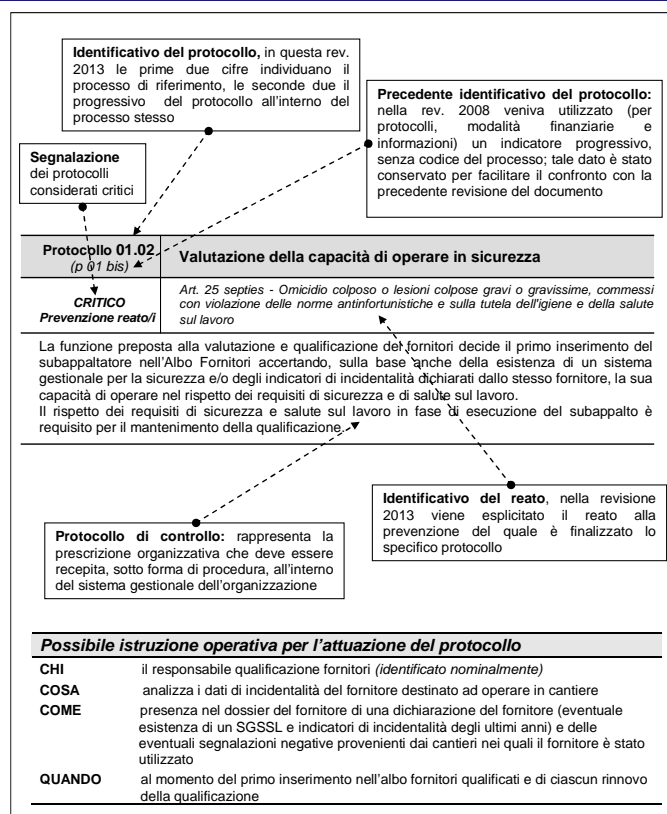 Identificativo del protocollo, in questa rev.
2013 le prime due cifre individuano il
processo di riferimento, le seconde due il
progressivo del protocollo all'interno del
processo stesso
Precedente identificativo del protocollo:
nella rev. 2008 veniva utilizzato (per
protocolli, modalità finanziarie e
informazioni) un indicatore progressivo,
senza codice del processo; tale dato è stato
conservato per facilitare il confronto con la
precedente revisione del documento
Segnalazione
dei protocolli
considerati critici
Protocollo 01.02
(p 01 bis)
Valutazione della capacità di operare in sicurezza
CRITICO
Prevenzione reato/i
Art. 25 septies - Omicidio colposo o lesioni colpose gravi o gravissime, commessi
con violazione delle norme antinfortunistiche e sulla tutela dell'igiene e della salute
sul lavoro
La funzione preposta alla valutazione e qualificazione del fornitori decide il primo inserimento del
subappaltatore nell'Albo Fornitori accertando, sulla base anche della esistenza di un sistema
gestionale per la sicurezza e/o degli indicatori di incidentalità dichiarati dallo stesso fornitore, la sua
capacità di operare nel rispetto dei requisiti di sicurezza e di salute sul lavoro.
Il rispetto dei requisiti di sicurezza e salute sul lavoro in fase di esecuzione del subappalto è
requisito per il mantenimento della qualificazione.
Identificativo del reato, nella revisione
2013 viene esplicitato il reato alla
prevenzione del quale è finalizzato lo
specifico protocollo
Protocollo di controllo: rappresenta la
prescrizione organizzativa che deve essere
recepita, sotto forma di procedura, all'interno
del sistema gestionale dell'organizzazione
Possibile istruzione operativa per l'attuazione del protocollo
CHI il responsabile qualificazione fornitori (identificato nominalmente)
COSA analizza i dati di incidentalità del fornitore destinato ad operare in cantiere
COME presenza nel dossier del fornitore di una dichiarazione del fornitore (eventuale
esistenza di un SGSSL e indicatori di incidentalità degli ultimi anni) e delle
eventuali segnalazioni negative provenienti dai cantieri nei quali il fornitore è stato
utilizzato
QUANDO al momento del primo inserimento nell'albo fornitori qualificati e di ciascun rinnovo
della qualificazione